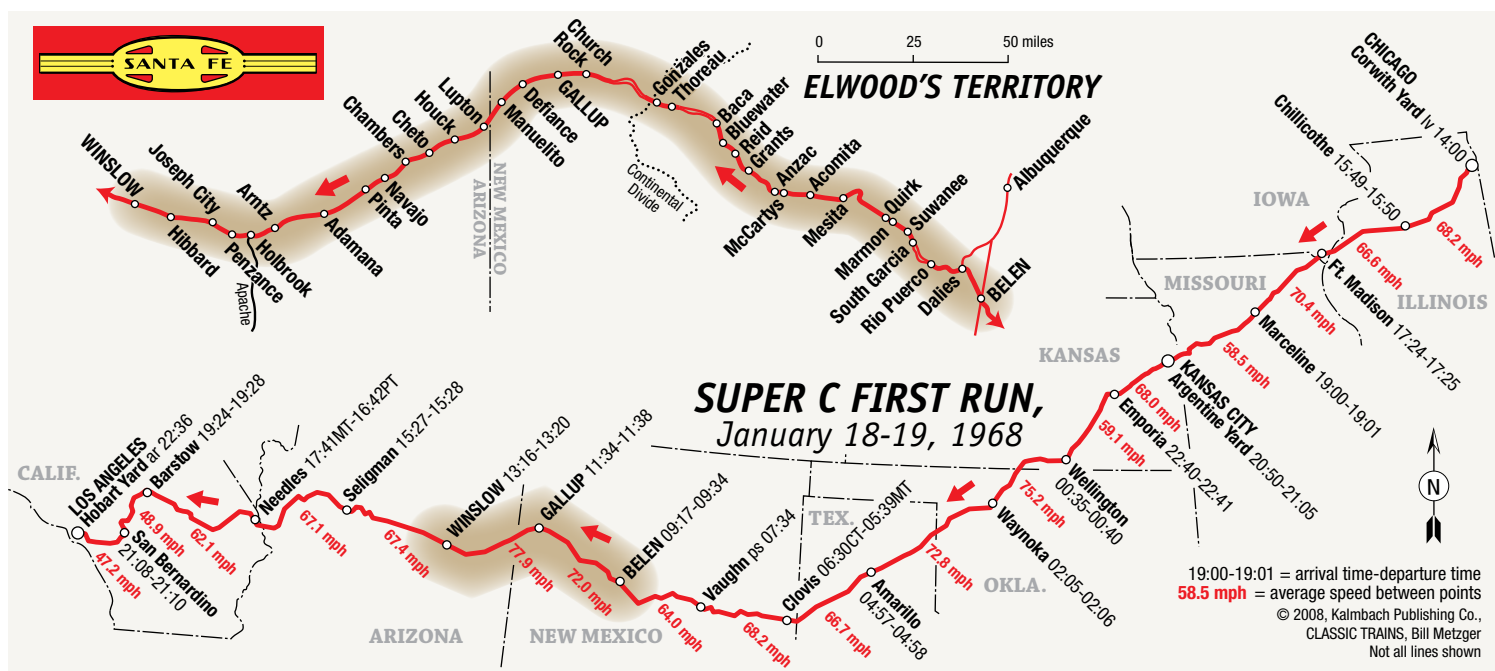 SANTA FE
0 25 50 miles
ELWOOD'S TERRITORY
WINSLOW
Hibbard
Joseph City
Penzance
Holbrook
Apache
Arntz
Adamana
Pinta
Navajo
Chambers
Cheto
Houck
Lupton
NEW MEXICO
ARIZONA
Manuelito
Defiance
GALLUP
Church
Rock
Continental
Divide
Gonzales
Thoreau
Baca
Bluewater
Reid
Grants
Anzac
McCartys
Acomita
Mesita
Quirk
Marmon
Suwanee
South Garcia
Rio Puerco
Dalies
BELEN
Albuquerque
SUPER C FIRST RUN,
January 18-19, 1968
CHICAGO
Corwith Yard lv 14:00
68.2 mph
Chillicothe 15:49-15:50
66.6 mph
ILLINOIS
IOWA
Ft. Madison 17:24-17:25
70.4 mph
MISSOURI
Marceline 19:00-19:01
58.5 mph
KANSAS CITY
Argentine Yard 20:50-21:05
68.0 mph
KANSAS
Emporia 22:40-22:41
59.1 mph
Wellington
00:35-00:40
75.2 mph
Waynoka 02:05-02:06
OKLA.
72.8 mph
TEX.
Amarillo
04:57-04:58
66.7 mph
Clovis 06:30CT-05:39MT
68.2 mph
Vaughn ps 07:34
64.0 mph
BELEN 09:17-09:34
NEW MEXICO
72.0 mph
GALLUP 11:34-11:38
77.9 mph
WINSLOW 13:16-13:20
ARIZONA
67.4 mph
Seligman 15:27-15:28
67.1 mph
Needles 17:41MT-16:42PT
62.1 mph
Barstow 19:24-19:28
48.9 mph
San Bernardino
21:08-21:10
47.2 mph
LOS ANGELES
Hobart Yard ar 22:36
CALIF.
N
19:00-19:01 = arrival time-departure time
58.5 mph = average speed between points
© 2008, Kalmbach Publishing Co.,
CLASSIC TRAINS, Bill Metzger
Not all lines shown